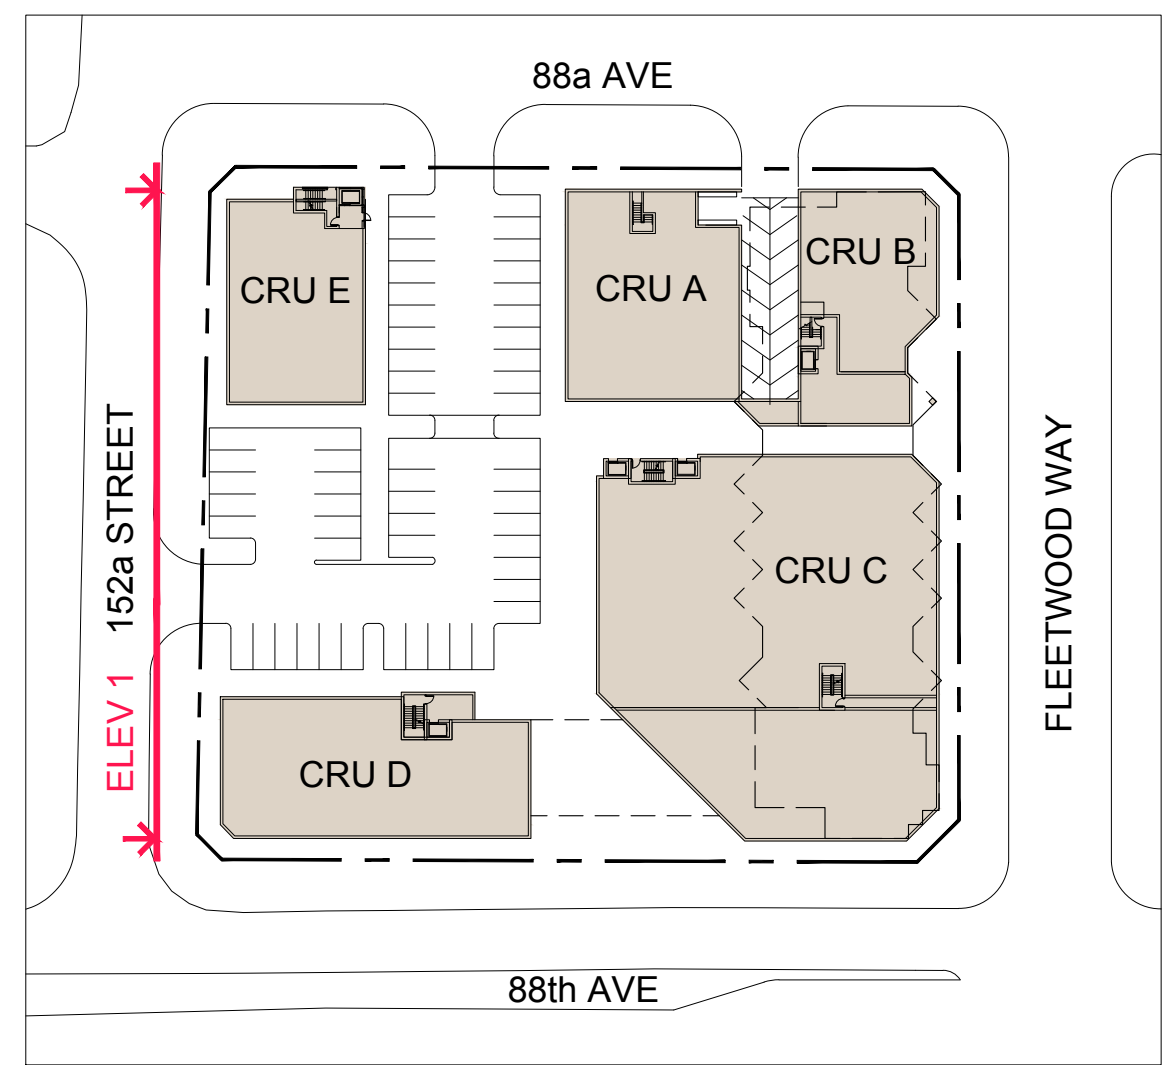 88a AVE
CRU B
CRU E
CRU A
152a STREET
FLEETWOOD WAY
CRU C
ELEV 1
CRU D
88th AVE